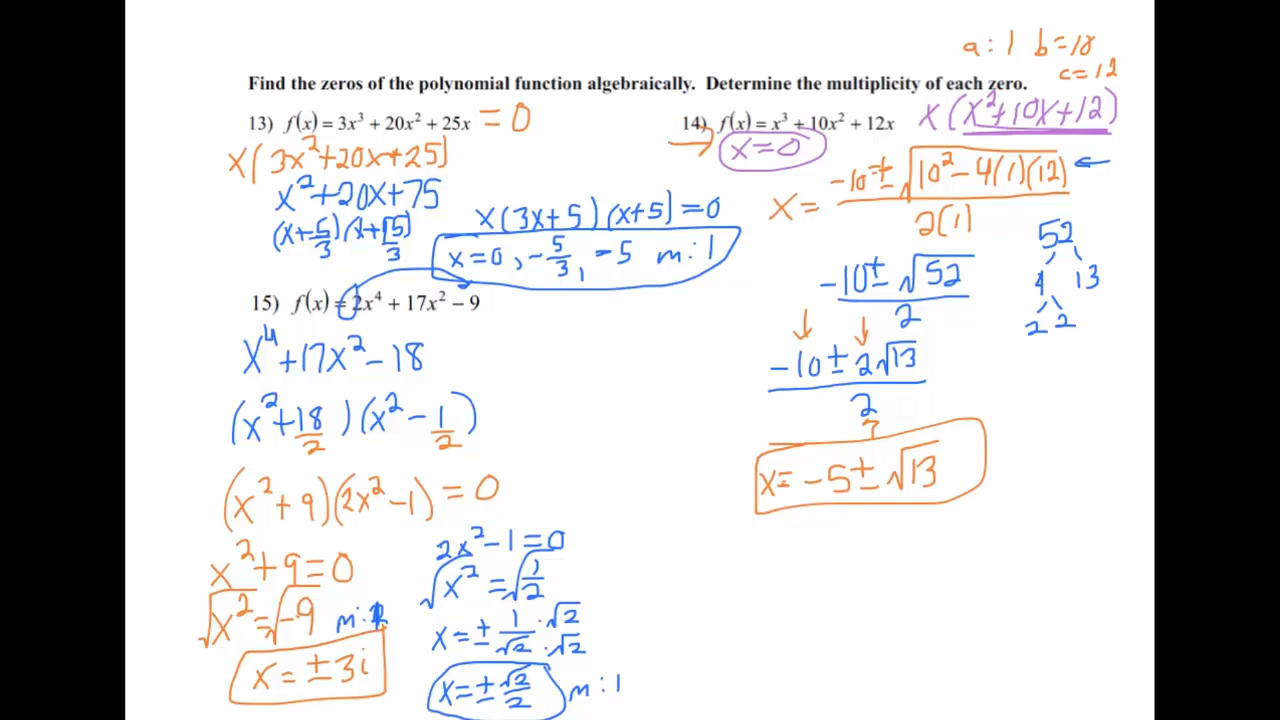 a : 1 b = 10
c = 12
Find the zeros of the polynomial function algebraically. Determine the multiplicity of each zero.
13) f(x) = 3x³ + 20x² + 25x = 0
x(3x² + 20x + 25)
x² + 20x + 75
(x + 5/3)(x + 15/3)
x(3x + 5)(x + 5) = 0
x = 0, -5/3, -5 m : 1
14) f(x) = x³ + 10x² + 12x
x(x² + 10x + 12)
→ x = 0
x = (-10 ± √(10² - 4(1)(12))) / 2(1)
52
4 13
2 2
(-10 ± √52) / 2
(-10 ± 2√13) / 2
x = -5 ± √13
15) f(x) = 2x⁴ + 17x² – 9
x⁴ + 17x² - 18
(x² + 18/2)(x² - 1/2)
(x² + 9)(2x² - 1) = 0
x² + 9 = 0
√x² = √-9 m :
x = ± 3i
2x² - 1 = 0
√x² = √1/2
x = ± 1/√2 · √2/√2
x = ± √2/2 m : 1